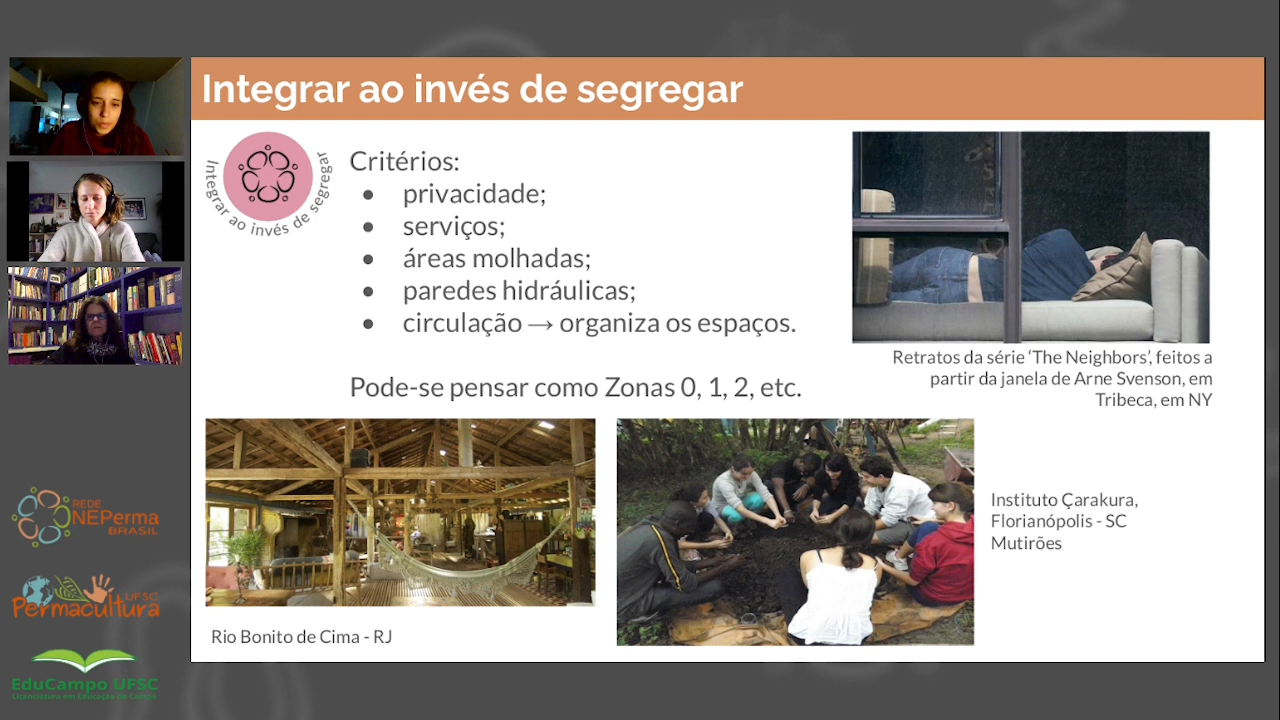 Integrar ao invés de segregar
Integrar ao invés de segregar
Critérios:
● privacidade;
● serviços;
● áreas molhadas;
● paredes hidráulicas;
● circulação → organiza os espaços.
Pode-se pensar como Zonas 0, 1, 2, etc.
Retratos da série ‘The Neighbors’, feitos a
partir da janela de Arne Svenson, em
Tribeca, em NY
Instituto Çarakura,
Florianópolis - SC
Mutirões
Rio Bonito de Cima - RJ
REDE
NEPerma
BRASIL
UFSC
Permacultura
EduCampo UFSC
Licenciatura em Educação do Campo